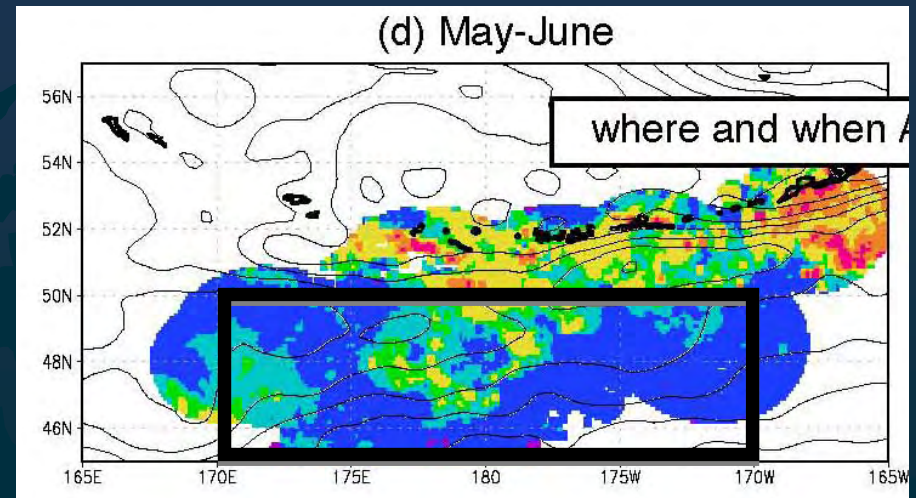 (d) May-June
where and when A
56N
54N
52N
50N
48N
46N
165E 170E 175E 180 175W 170W 165W